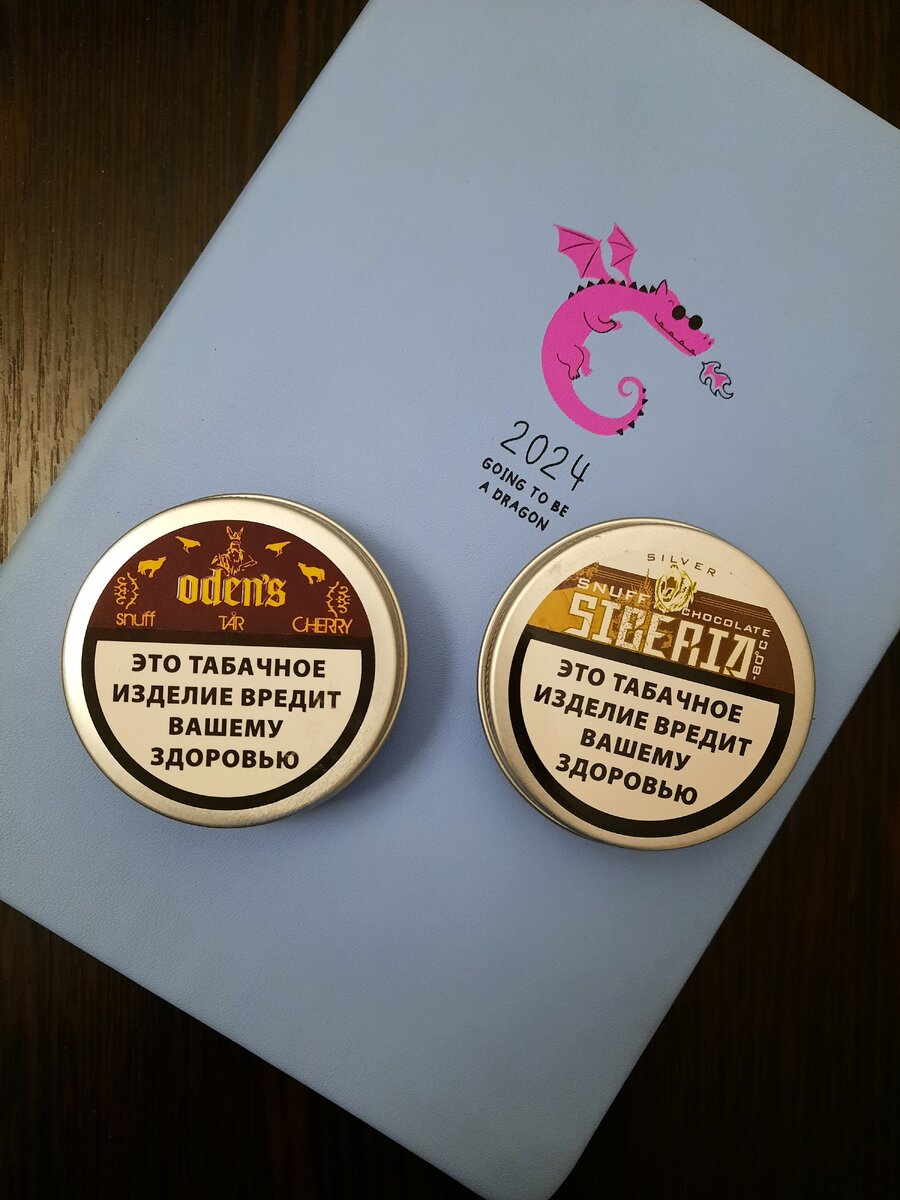 2024
GOING TO BE
A DRAGON
oden's
snuff TÅR CHERRY
ЭТО ТАБАЧНОЕ
ИЗДЕЛИЕ ВРЕДИТ
ВАШЕМУ
ЗДОРОВЬЮ
SILVER
SNUFF CHOCOLATE
SIBERIA
ЭТО ТАБАЧНОЕ
ИЗДЕЛИЕ ВРЕДИТ
ВАШЕМУ
ЗДОРОВЬЮ